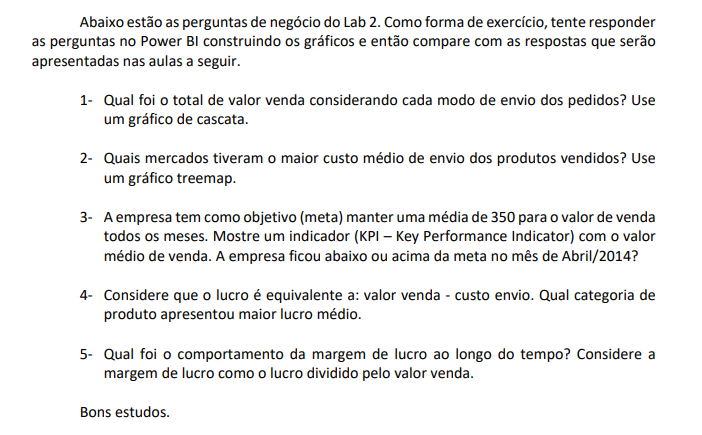 Abaixo estão as perguntas de negócio do Lab 2. Como forma de exercício, tente responder
as perguntas no Power BI construindo os gráficos e então compare com as respostas que serão
apresentadas nas aulas a seguir.
1- Qual foi o total de valor venda considerando cada modo de envio dos pedidos? Use
um gráfico de cascata.
2- Quais mercados tiveram o maior custo médio de envio dos produtos vendidos? Use
um gráfico treemap.
3- A empresa tem como objetivo (meta) manter uma média de 350 para o valor de venda
todos os meses. Mostre um indicador (KPI – Key Performance Indicator) com o valor
médio de venda. A empresa ficou abaixo ou acima da meta no mês de Abril/2014?
4- Considere que o lucro é equivalente a: valor venda - custo envio. Qual categoria de
produto apresentou maior lucro médio.
5- Qual foi o comportamento da margem de lucro ao longo do tempo? Considere a
margem de lucro como o lucro dividido pelo valor venda.
Bons estudos.